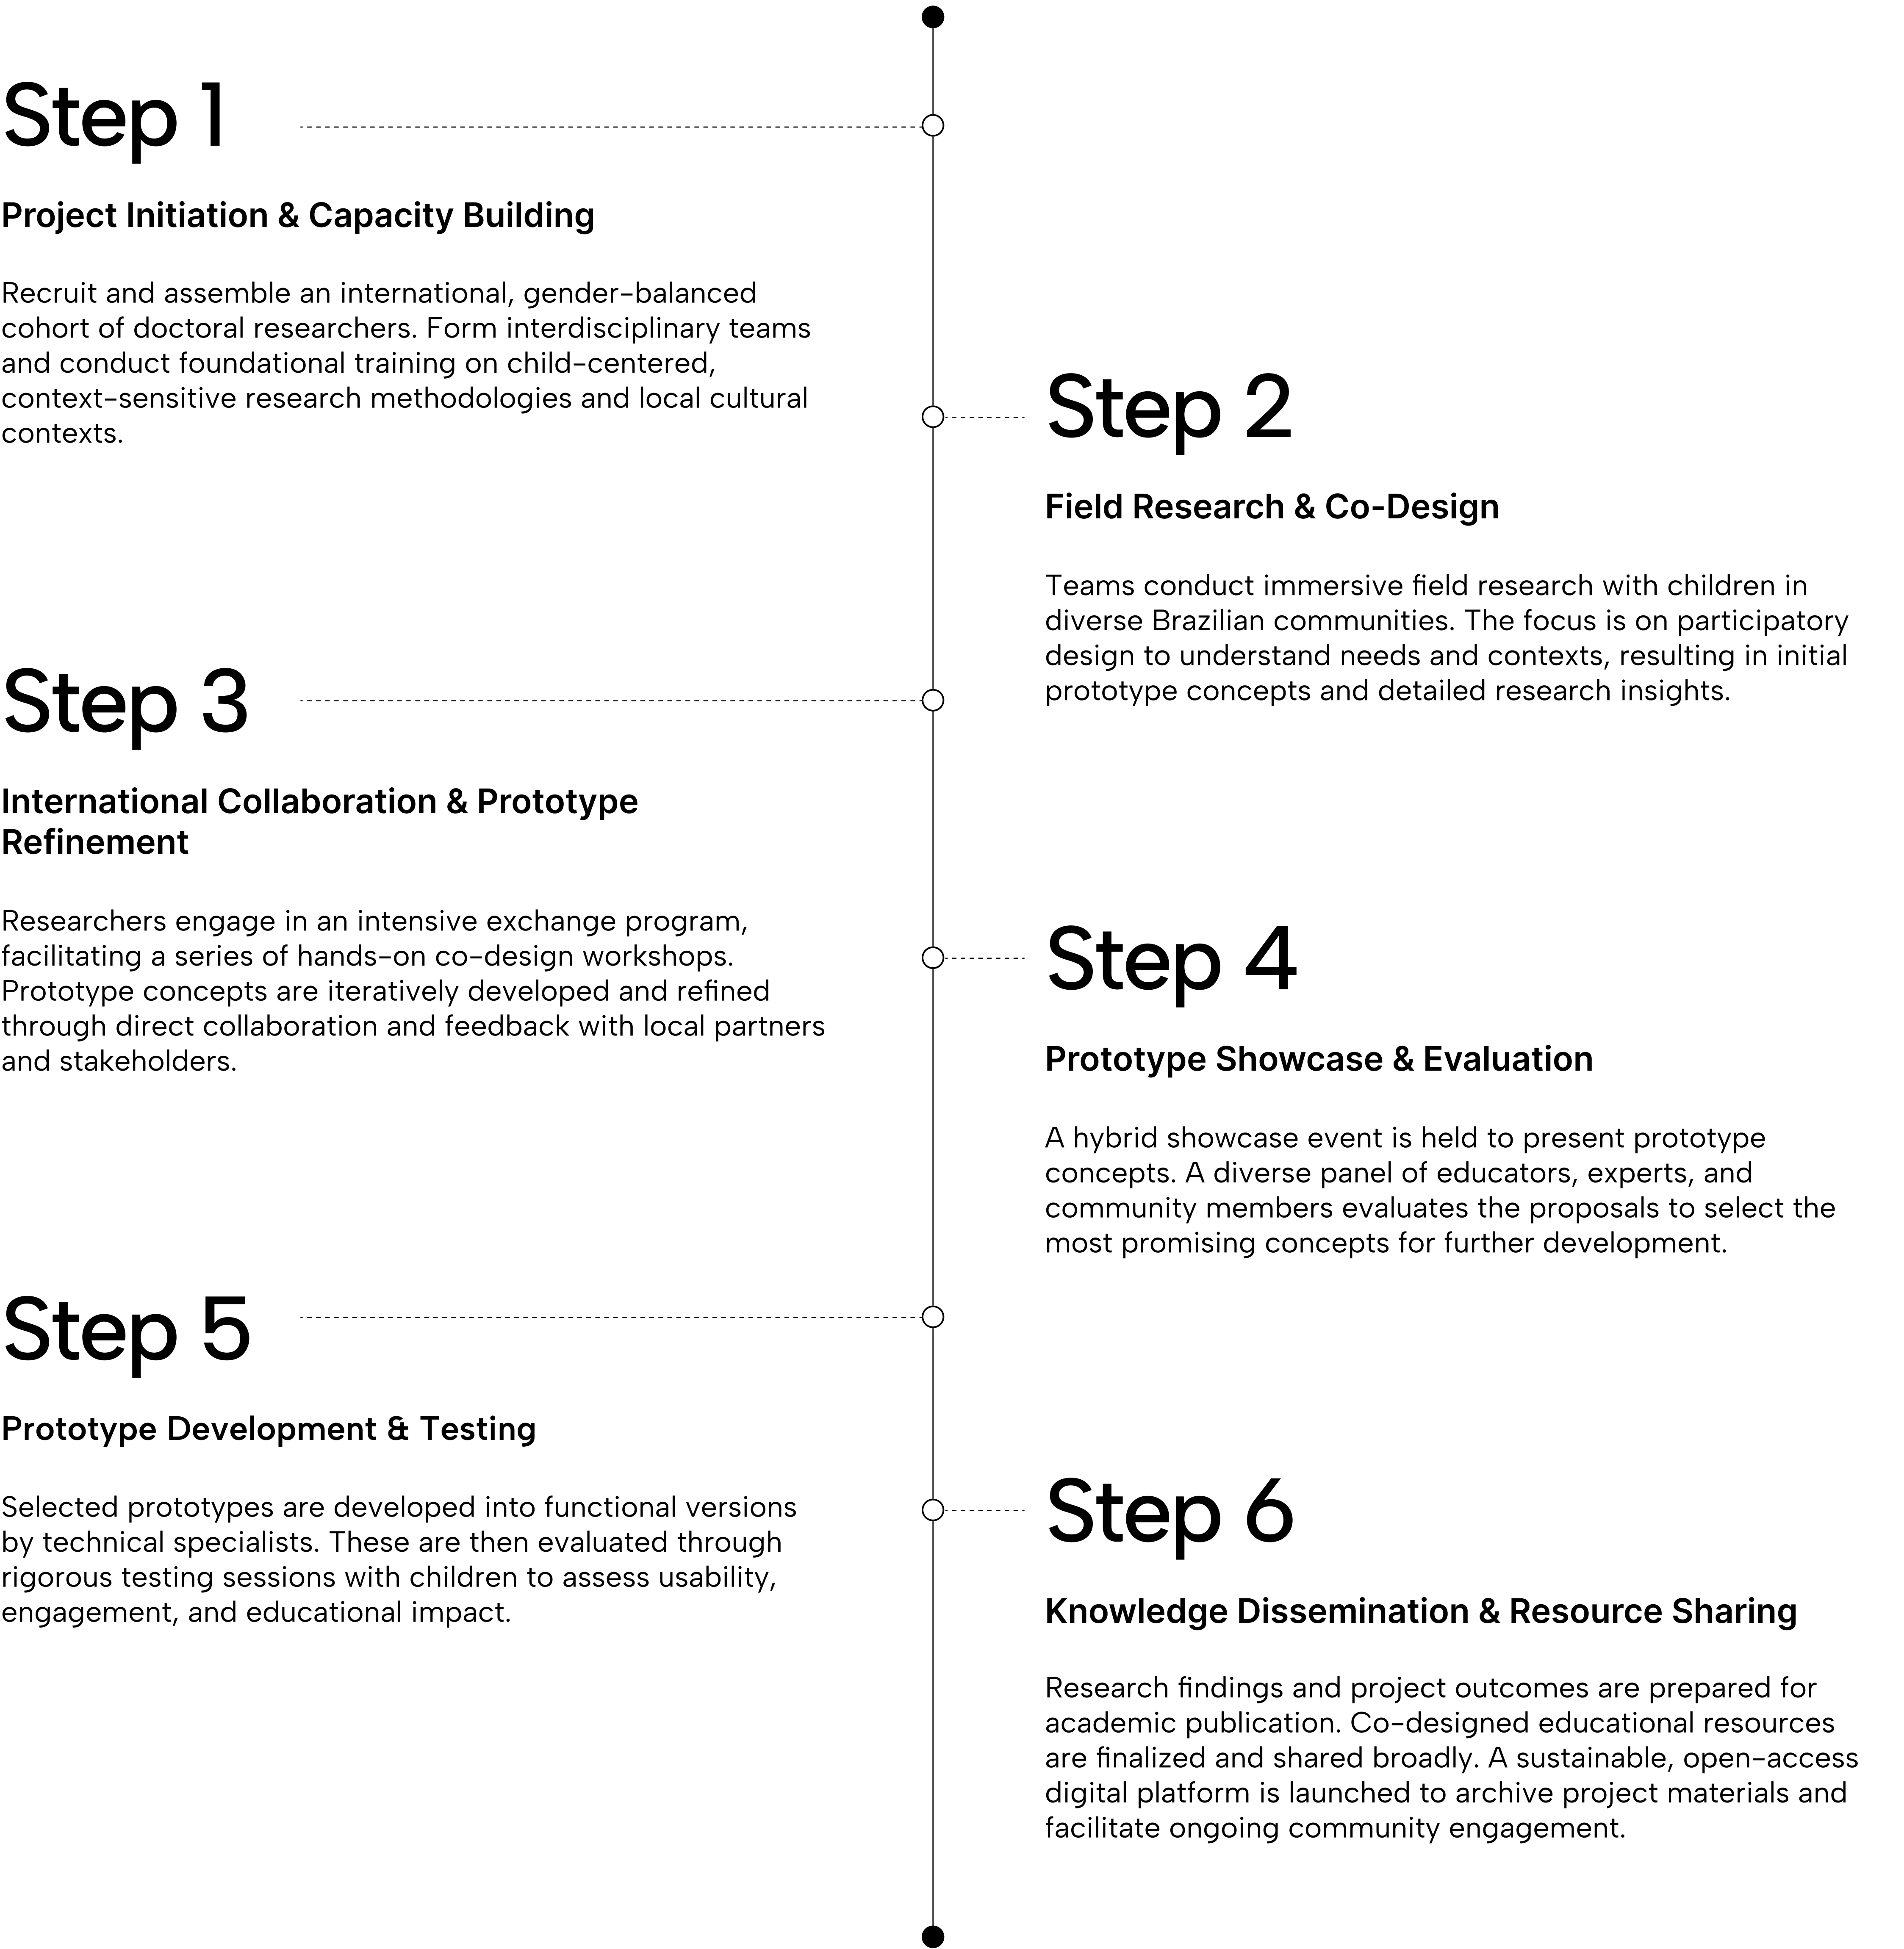 Step 1
Project Initiation & Capacity Building
Recruit and assemble an international, gender-balanced
cohort of doctoral researchers. Form interdisciplinary teams
and conduct foundational training on child-centered,
context-sensitive research methodologies and local cultural
contexts.
Step 2
Field Research & Co-Design
Teams conduct immersive field research with children in
diverse Brazilian communities. The focus is on participatory
design to understand needs and contexts, resulting in initial
prototype concepts and detailed research insights.
Step 3
International Collaboration & Prototype
Refinement
Researchers engage in an intensive exchange program,
facilitating a series of hands-on co-design workshops.
Prototype concepts are iteratively developed and refined
through direct collaboration and feedback with local partners
and stakeholders.
Step 4
Prototype Showcase & Evaluation
A hybrid showcase event is held to present prototype
concepts. A diverse panel of educators, experts, and
community members evaluates the proposals to select the
most promising concepts for further development.
Step 5
Prototype Development & Testing
Selected prototypes are developed into functional versions
by technical specialists. These are then evaluated through
rigorous testing sessions with children to assess usability,
engagement, and educational impact.
Step 6
Knowledge Dissemination & Resource Sharing
Research findings and project outcomes are prepared for
academic publication. Co-designed educational resources
are finalized and shared broadly. A sustainable, open-access
digital platform is launched to archive project materials and
facilitate ongoing community engagement.